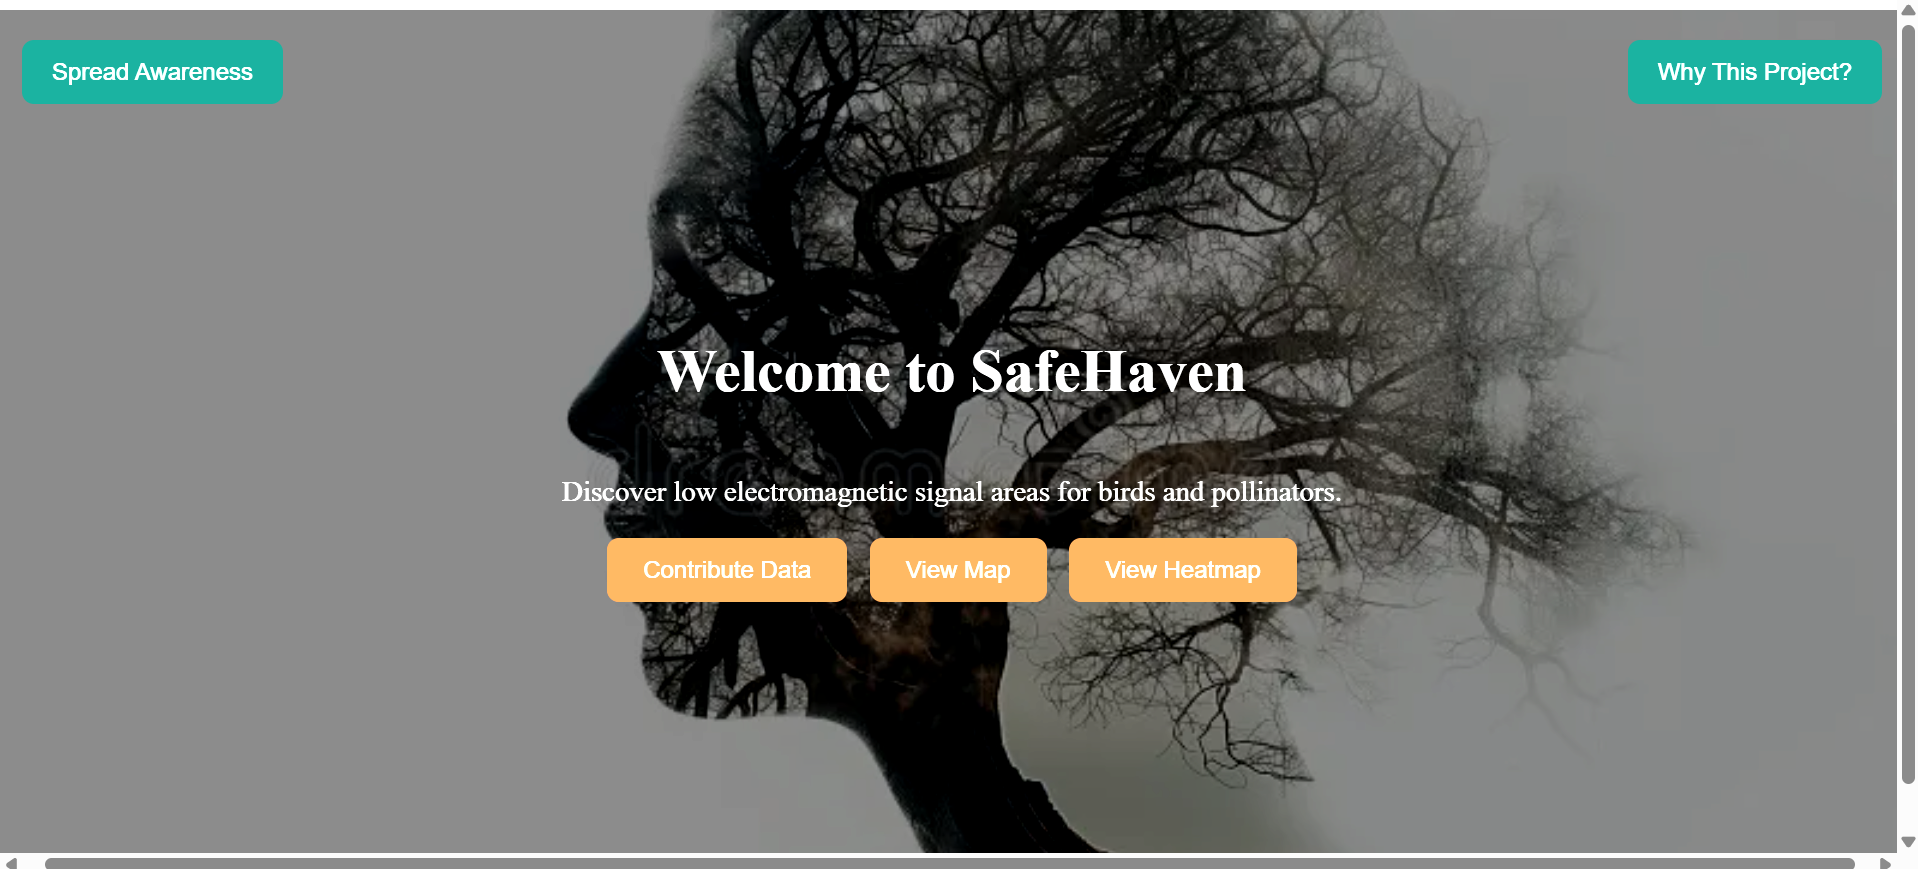 Spread Awareness
Why This Project?
Welcome to SafeHaven
Discover low electromagnetic signal areas for birds and pollinators.
Contribute Data
View Map
View Heatmap